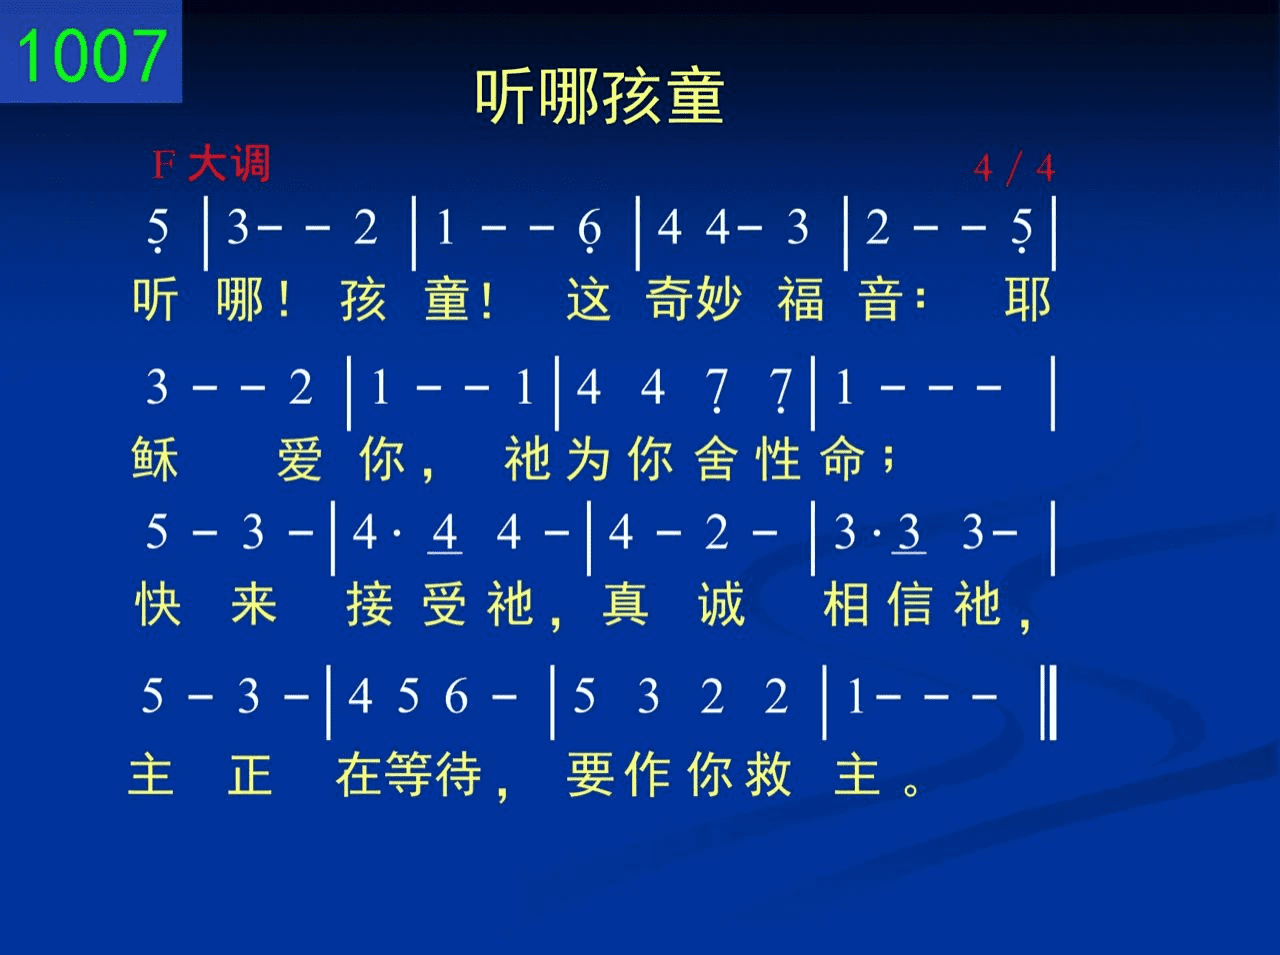 1007
听哪孩童
F 大调 4 / 4
5̣ | 3 - - 2 | 1 - - 6̣ | 4 4 - 3 | 2 - - 5̣ |
听 哪！ 孩 童！ 这 奇妙 福 音： 耶
3 - - 2 | 1 - - 1 | 4 4 7̣ 7̣ | 1 - - - |
稣 爱 你， 祂 为 你 舍 性 命；
5 - 3 - | 4 · 4̲ 4 - | 4 - 2 - | 3 · 3̲ 3 - |
快 来 接 受 祂， 真 诚 相 信 祂，
5 - 3 - | 4 5 6 - | 5 3 2 2 | 1 - - - ‖
主 正 在等待， 要 作 你 救 主。